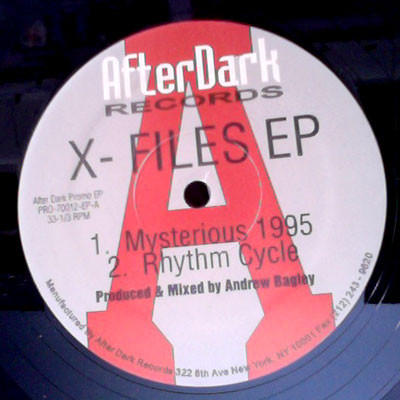 AfterDark
RECORDS
X- FILES EP
After Dark Promo EP
PRO-70012-EP-A
33-1/3 RPM
1. Mysterious 1995
2. Rhythm Cycle
Produced & Mixed by Andrew Bagley
Menufactured By After Dark Records 322 8th Ave New York, NY 10001 Fax (212) 243 - 9620